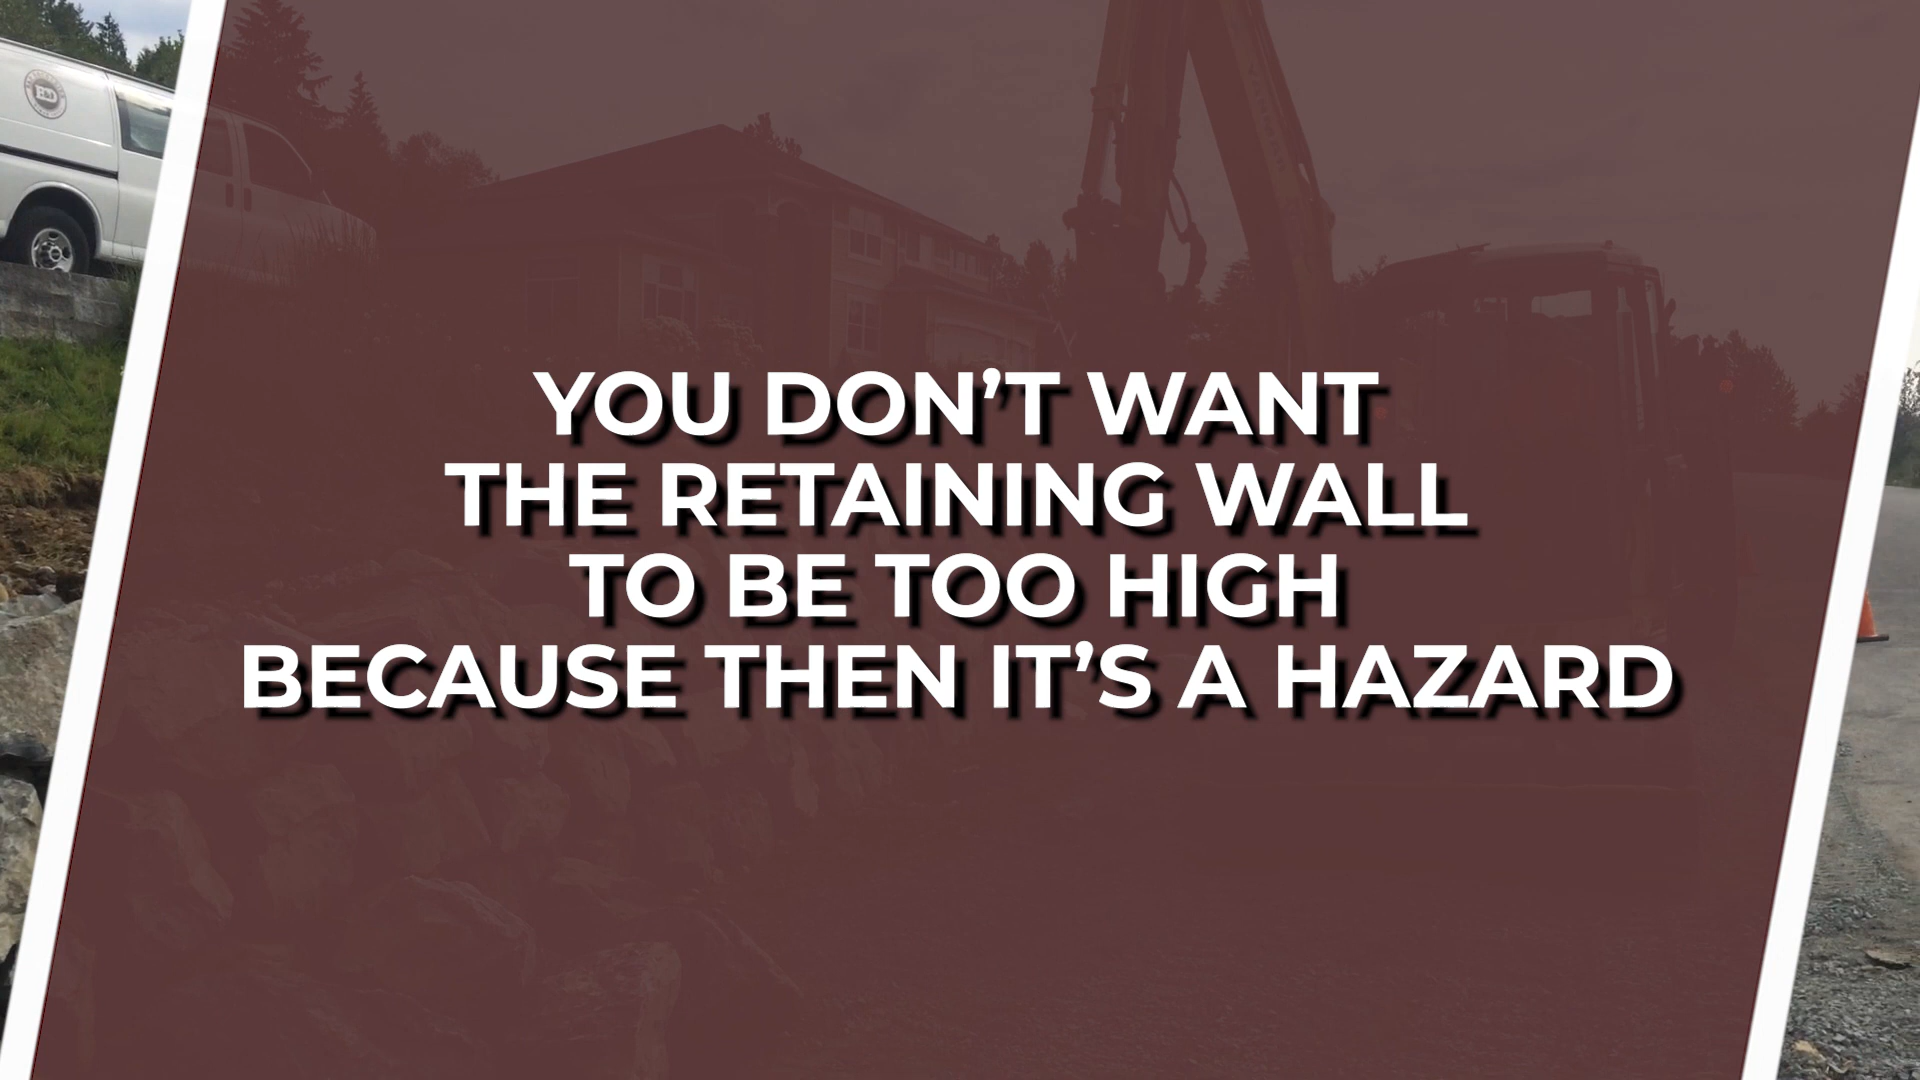 YOU DON’T WANT
THE RETAINING WALL
TO BE TOO HIGH
BECAUSE THEN IT’S A HAZARD